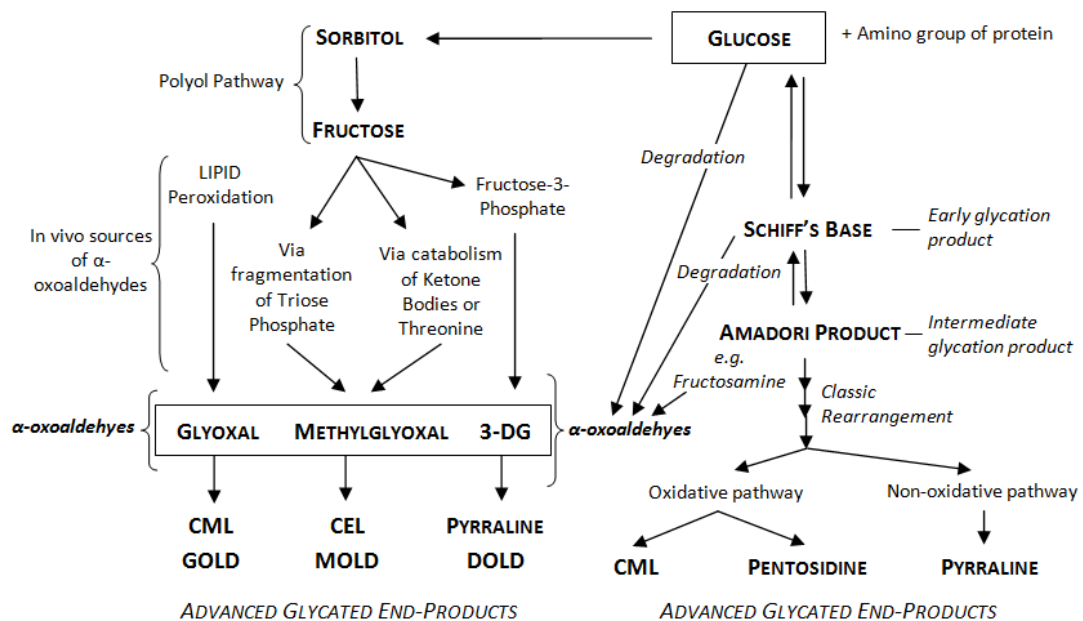 SORBITOL
GLUCOSE
+ Amino group of protein
Polyol Pathway
FRUCTOSE
Degradation
LIPID
Peroxidation
Fructose-3-
Phosphate
In vivo sources
of α-
oxoaldehydes
Via
fragmentation
of Triose
Phosphate
Via catabolism
of Ketone
Bodies or
Threonine
SCHIFF'S BASE
Early glycation
product
Degradation
AMADORI PRODUCT
e.g.
Fructosamine
Intermediate
glycation product
Classic
Rearrangement
α-oxoaldehyes
GLYOXAL
METHYLGLYOXAL
3-DG
α-oxoaldehyes
Oxidative pathway
Non-oxidative pathway
CML
GOLD
CEL
MOLD
PYRRALINE
DOLD
CML
PENTOSIDINE
PYRRALINE
ADVANCED GLYCATED END-PRODUCTS
ADVANCED GLYCATED END-PRODUCTS